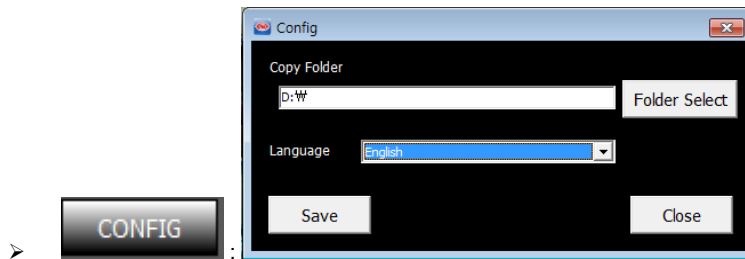 Config
Copy Folder
D:₩
Folder Select
Language
English
Save
Close
➢ CONFIG :